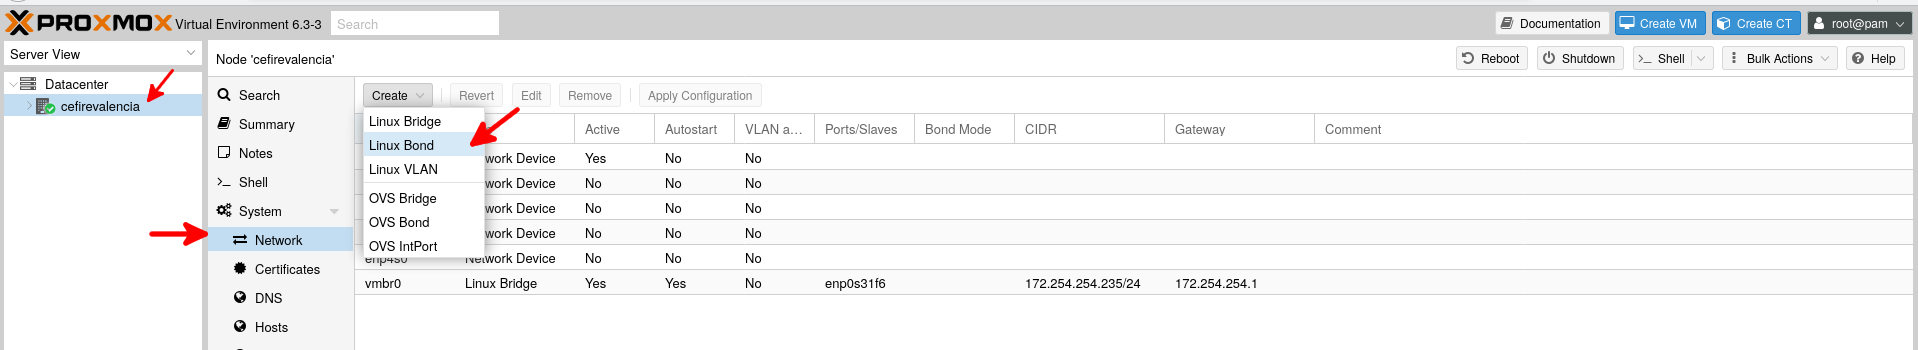 PROXMOX Virtual Environment 6.3-3 Search Documentation Create VM Create CT root@pam
Server View
Node 'cefirevalencia' Reboot Shutdown Shell Bulk Actions Help
Datacenter
cefirevalencia
Search
Summary
Notes
Shell
System
Network
Certificates
DNS
Hosts
Create Revert Edit Remove Apply Configuration
Linux Bridge
Linux Bond
Linux VLAN
OVS Bridge
OVS Bond
OVS IntPort
Active Autostart VLAN a... Ports/Slaves Bond Mode CIDR Gateway Comment
work Device Yes No No
work Device No No No
work Device No No No
work Device No No No
enp4s0 Network Device No No No
vmbr0 Linux Bridge Yes Yes No enp0s31f6 172.254.254.235/24 172.254.254.1